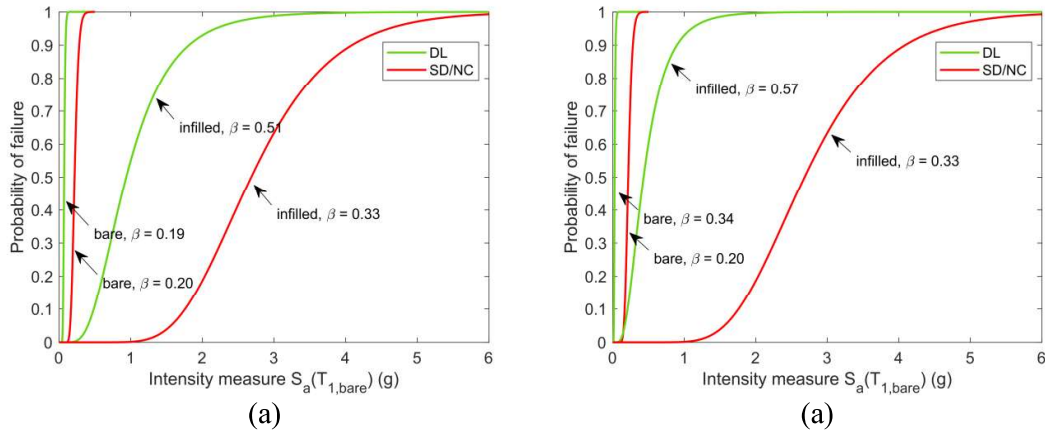 Probability of failure
1
0.9
0.8
0.7
0.6
0.5
0.4
0.3
0.2
0.1
0
DL
SD/NC
infilled, β = 0.51
infilled, β = 0.33
bare, β = 0.19
bare, β = 0.20
0 1 2 3 4 5 6
Intensity measure Sa(T1,bare) (g)
(a)
Probability of failure
1
0.9
0.8
0.7
0.6
0.5
0.4
0.3
0.2
0.1
0
DL
SD/NC
infilled, β = 0.57
infilled, β = 0.33
bare, β = 0.34
bare, β = 0.20
0 1 2 3 4 5 6
Intensity measure Sa(T1,bare) (g)
(a)